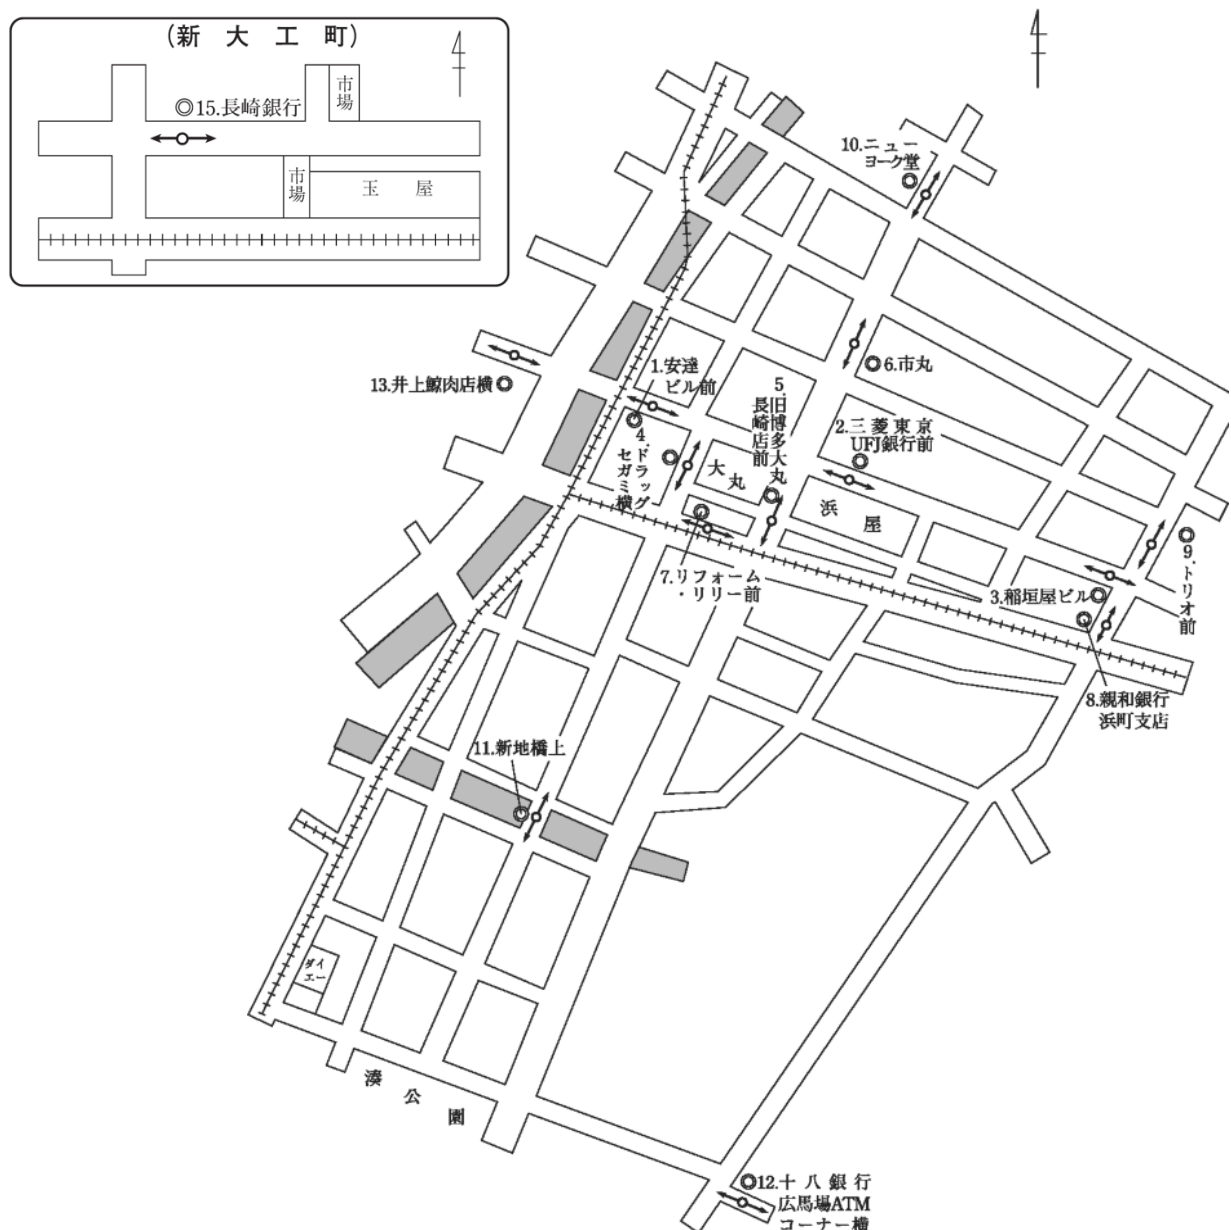 (新大工町)
市場
◎15.長崎銀行
市場
玉屋
10.ニュー
ヨーク堂
1.安達
ビル前
13.井上鯨肉店横
5.旧博多大丸
長崎店前
6.市丸
2.三菱東京
UFJ銀行前
4.ドラッグ
セガミ横
大丸
浜屋
9.トリオ前
7.リフォーム
・リリー前
3.稲垣屋ビル
8.親和銀行
浜町支店
11.新地橋上
ダイ
エー
湊公園
12.十八銀行
広馬場ATM
コーナー横